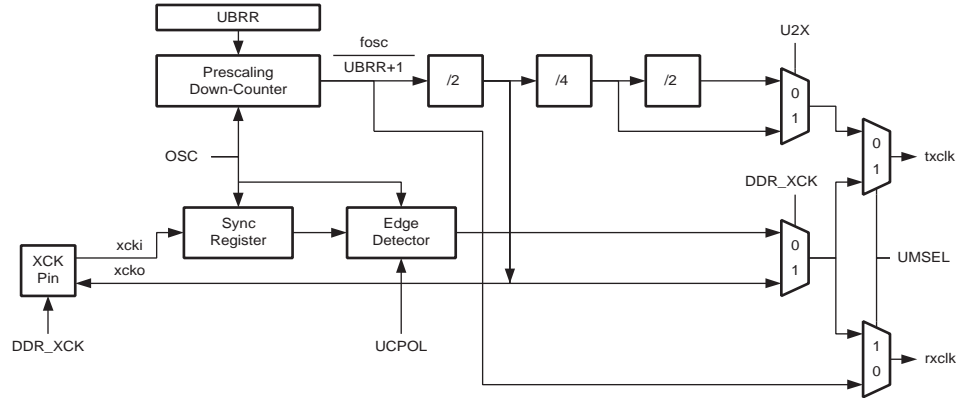 UBRR
U2X
fosc
UBRR+1
Prescaling
Down-Counter
/2
/4
/2
0
1
OSC
0
1
txclk
DDR_XCK
Sync
Register
Edge
Detector
xcki
XCK
Pin
xcko
0
1
UMSEL
DDR_XCK
UCPOL
1
0
rxclk